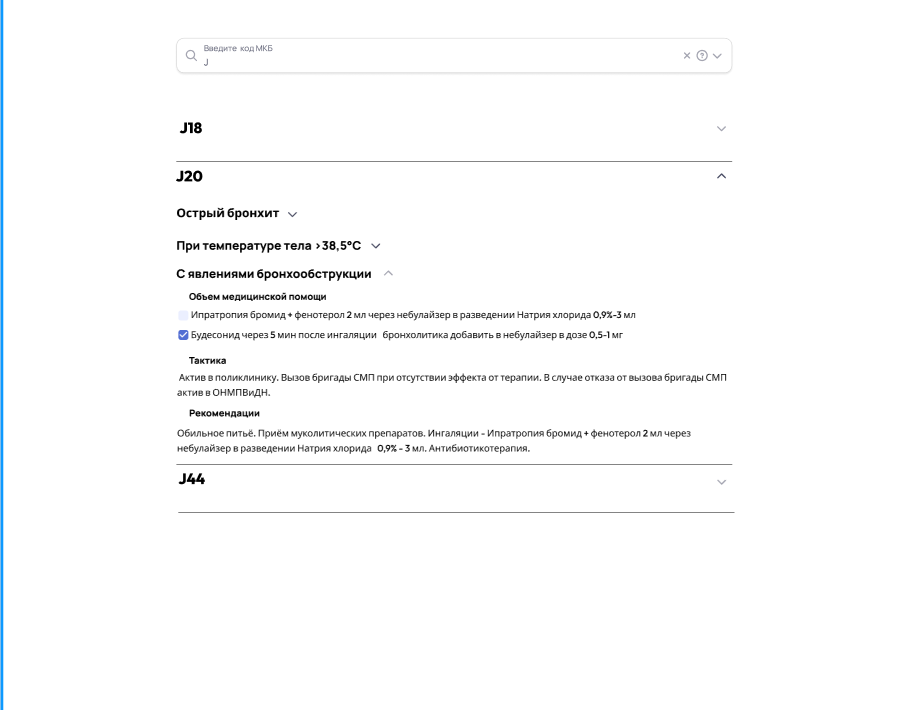 Введите код МКБ
J
J18
J20
Острый бронхит
При температуре тела >38,5°С
С явлениями бронхообструкции
Объем медицинской помощи
Ипратропия бромид + фенотерол 2 мл через небулайзер в разведении Натрия хлорида 0,9%-3 мл
Будесонид через 5 мин после ингаляции бронхолитика добавить в небулайзер в дозе 0,5-1 мг
Тактика
Актив в поликлинику. Вызов бригады СМП при отсутствии эффекта от терапии. В случае отказа от вызова бригады СМП
актив в ОНМПВиДН.
Рекомендации
Обильное питьё. Приём муколитических препаратов. Ингаляции - Ипратропия бромид + фенотерол 2 мл через
небулайзер в разведении Натрия хлорида 0,9% - 3 мл. Антибиотикотерапия.
J44